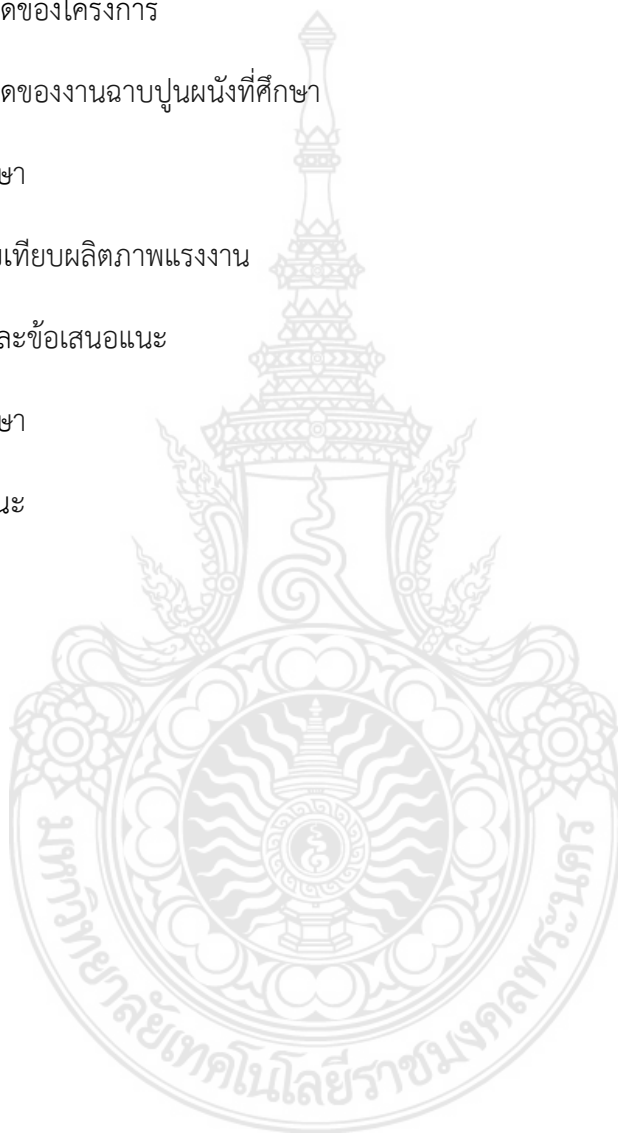 ดของโครงการ
ดของงานฉาบปูนผนังที่ศึกษา
ษา
เทียบผลิตภาพแรงงาน
ละข้อเสนอแนะ
ษา
นะ
มหาวิทยาลัยเทคโนโลยีราชมงคลพระนคร